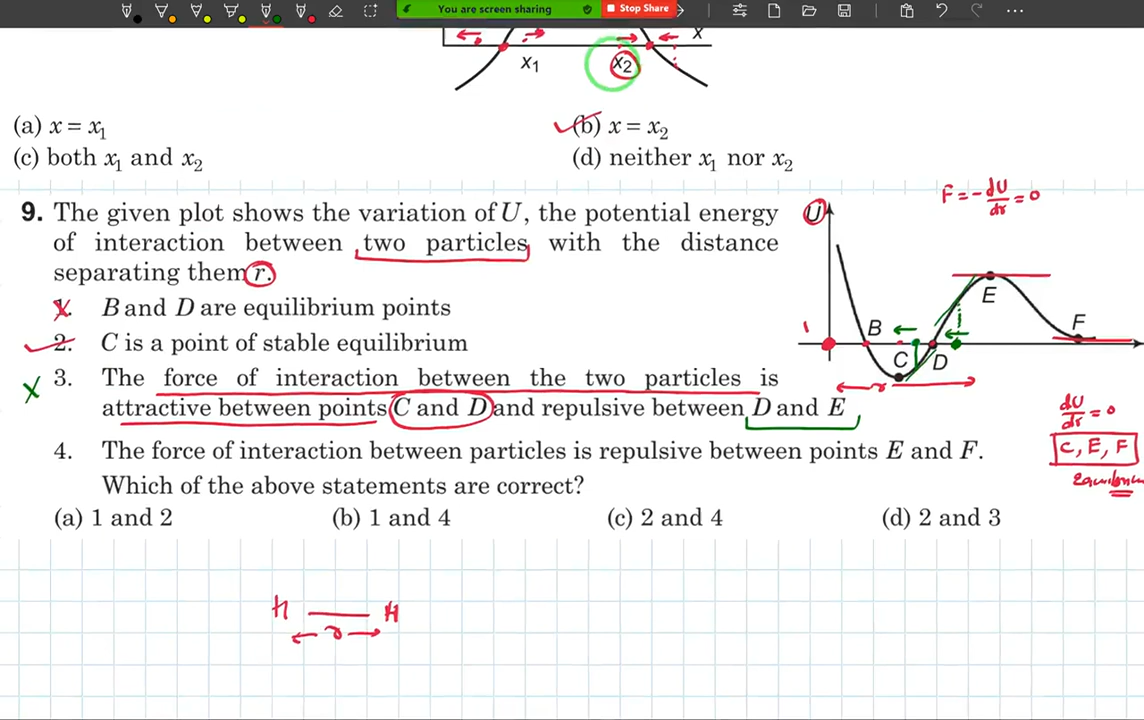 You are screen sharing Stop Share
x
x₁ x₂
(a) x = x₁ (b) x = x₂
(c) both x₁ and x₂ (d) neither x₁ nor x₂
9. The given plot shows the variation of U, the potential energy
of interaction between two particles with the distance
separating them r.
1. B and D are equilibrium points
2. C is a point of stable equilibrium
3. The force of interaction between the two particles is
attractive between points C and D and repulsive between D and E
4. The force of interaction between particles is repulsive between points E and F.
Which of the above statements are correct?
(a) 1 and 2 (b) 1 and 4 (c) 2 and 4 (d) 2 and 3
F = -dU/dr = 0
U
E
B F
C D
r
dU/dr = 0
C, E, F
H H
r